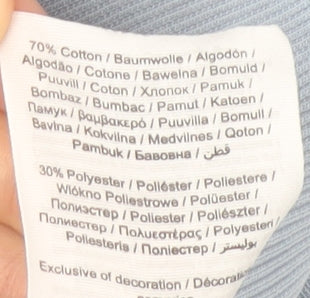 70% Cotton / Baumwolle / Algodón /
Algodão / Cotone / Bawełna / Bomuld /
Puuvill / Coton / Хлопок / Pamuk /
Bombaz / Bumbac / Pamut / Katoen /
Памук / βαμβακερό / Puuvilla / Bomull /
Bavlna / Kokvilna / Medvilnes / Qoton /
Pambuk / Бавовна / قطن /
30% Polyester / Poliéster / Poliestere /
Włókno Poliestrowe / Polüester /
Полиэстер / Poliester / Poliészter /
Полиестер / Πολυεστέρας / Polyesteri /
Poliesteris / Поліестер / بوليستر /
Exclusive of decoration / Décoration